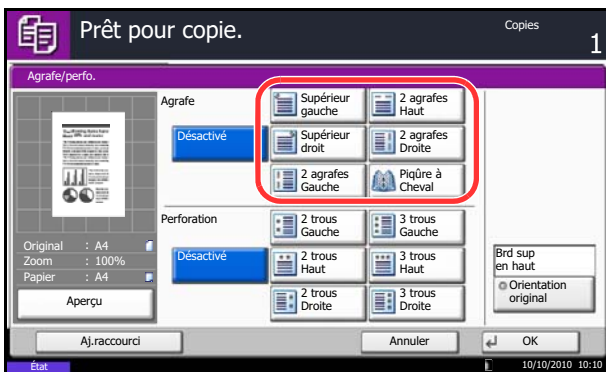 Prêt pour copie.
Copies
1
Agrafe/perfo.
Agrafe
Désactivé
Supérieur
gauche
2 agrafes
Haut
Supérieur
droit
2 agrafes
Droite
2 agrafes
Gauche
Piqûre à
Cheval
Perforation
Désactivé
2 trous
Gauche
3 trous
Gauche
2 trous
Haut
3 trous
Haut
2 trous
Droite
3 trous
Droite
Original : A4
Zoom : 100%
Papier : A4
Aperçu
Brd sup
en haut
Orientation
original
Aj.raccourci
Annuler
OK
État
10/10/2010 10:10